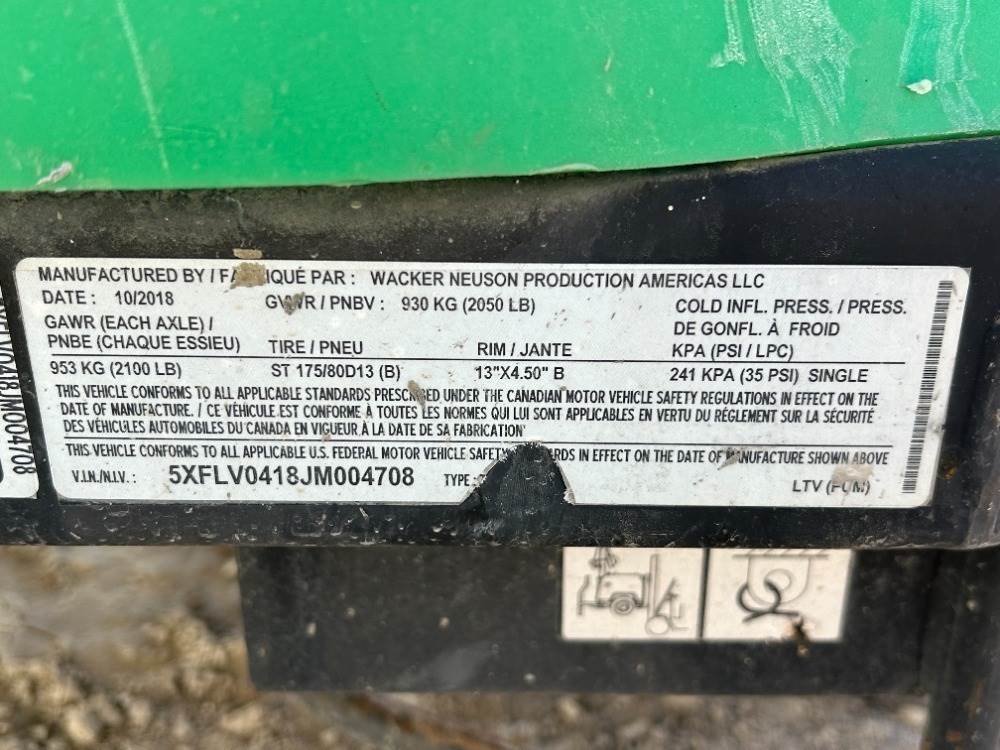 MANUFACTURED BY / FABRIQUÉ PAR : WACKER NEUSON PRODUCTION AMERICAS LLC
DATE : 10/2018 GVWR / PNBV : 930 KG (2050 LB) COLD INFL. PRESS. / PRESS.
DE GONFL. À FROID
GAWR (EACH AXLE) /
PNBE (CHAQUE ESSIEU) TIRE / PNEU RIM / JANTE KPA (PSI / LPC)
953 KG (2100 LB) ST 175/80D13 (B) 13"X4.50" B 241 KPA (35 PSI) SINGLE
THIS VEHICLE CONFORMS TO ALL APPLICABLE STANDARDS PRESCRIBED UNDER THE CANADIAN MOTOR VEHICLE SAFETY REGULATIONS IN EFFECT ON THE
DATE OF MANUFACTURE. / CE VÉHICULE EST CONFORME À TOUTES LES NORMES QUI LUI SONT APPLICABLES EN VERTU DU RÉGLEMENT SUR LA SÉCURITÉ
DES VÉHICULES AUTOMOBILES DU CANADA EN VIGUEUR À LA DATE DE SA FABRICATION
THIS VEHICLE CONFORMS TO ALL APPLICABLE U.S. FEDERAL MOTOR VEHICLE SAFETY STANDARDS IN EFFECT ON THE DATE OF MANUFACTURE SHOWN ABOVE
V.I.N./N.I.V. : 5XFLV0418JM004708 TYPE : LTV
5XFLV0418JM004708